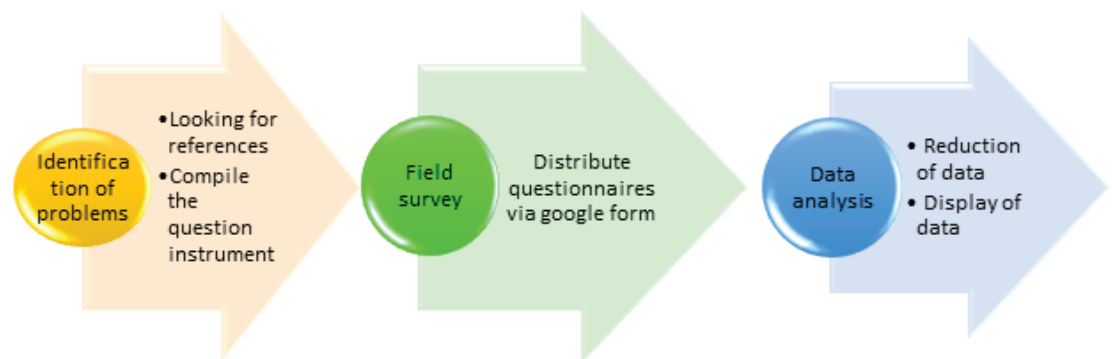 Identifica
tion of
problems
•Looking for
references
•Compile
the
question
instrument
Field
survey
Distribute
questionnaires
via google form
Data
analysis
• Reduction
of data
• Display of
data